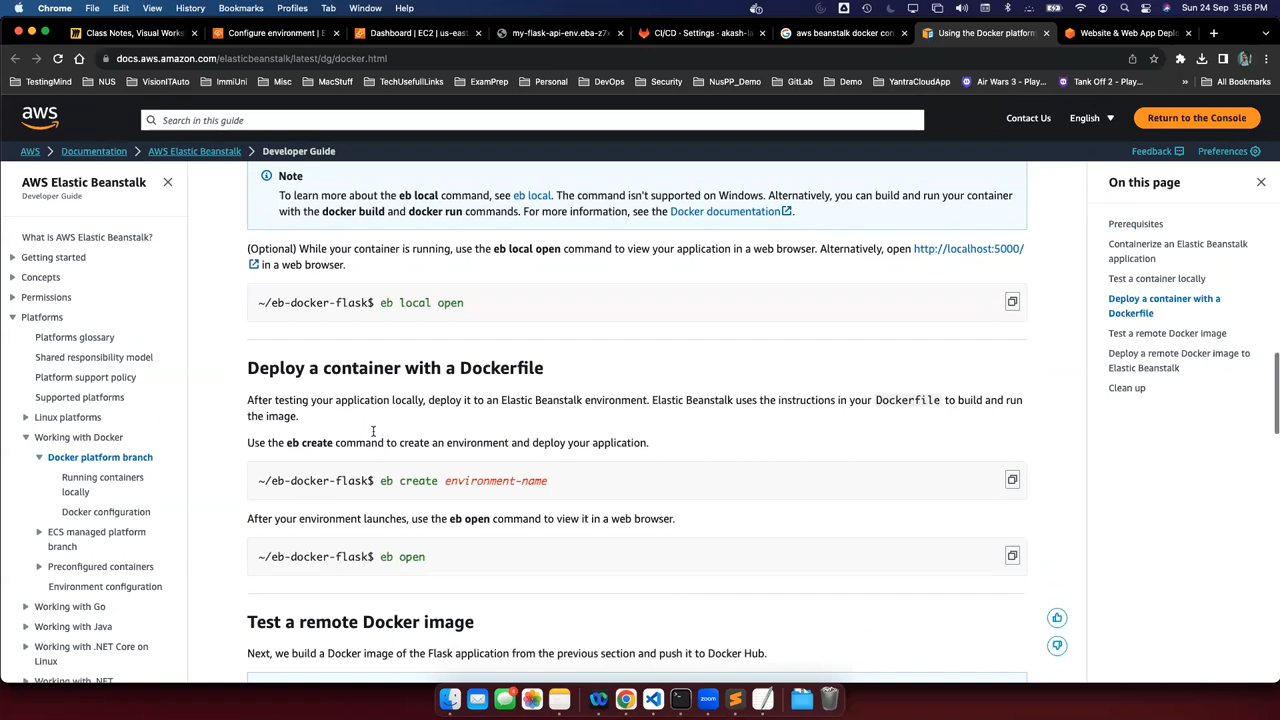 Chrome File Edit View History Bookmarks Profiles Tab Window Help Sun 24 Sep 3:56 PM
Class Notes, Visual Works Configure environment | E Dashboard | EC2 | us-eas my-flask-api-env.eba-z7 CI/CD · Settings · akash-la aws beanstalk docker con Using the Docker platform Website & Web App Depl
docs.aws.amazon.com/elasticbeanstalk/latest/dg/docker.html
TestingMind NUS VisionITAuto ImmiUni Misc MacStuff TechUsefullLinks ExamPrep Personal DevOps Security NusPP_Demo GitLab Demo YantraCloudApp Air Wars 3 - Play... Tank Off 2 - Play... » All Bookmarks
aws Search in this guide Contact Us English Return to the Console
AWS Documentation AWS Elastic Beanstalk Developer Guide Feedback Preferences
AWS Elastic Beanstalk
Developer Guide
What is AWS Elastic Beanstalk?
Getting started
Concepts
Permissions
Platforms
Platforms glossary
Shared responsibility model
Platform support policy
Supported platforms
Linux platforms
Working with Docker
Docker platform branch
Running containers
locally
Docker configuration
ECS managed platform
branch
Preconfigured containers
Environment configuration
Working with Go
Working with Java
Working with .NET Core on
Linux
Working with .NET
Note
To learn more about the eb local command, see eb local. The command isn't supported on Windows. Alternatively, you can build and run your container
with the docker build and docker run commands. For more information, see the Docker documentation.
(Optional) While your container is running, use the eb local open command to view your application in a web browser. Alternatively, open http://localhost:5000/
in a web browser.
~/eb-docker-flask$ eb local open
Deploy a container with a Dockerfile
After testing your application locally, deploy it to an Elastic Beanstalk environment. Elastic Beanstalk uses the instructions in your Dockerfile to build and run
the image.
Use the eb create command to create an environment and deploy your application.
~/eb-docker-flask$ eb create environment-name
After your environment launches, use the eb open command to view it in a web browser.
~/eb-docker-flask$ eb open
Test a remote Docker image
Next, we build a Docker image of the Flask application from the previous section and push it to Docker Hub.
On this page
Prerequisites
Containerize an Elastic Beanstalk
application
Test a container locally
Deploy a container with a
Dockerfile
Test a remote Docker image
Deploy a remote Docker image to
Elastic Beanstalk
Clean up
zoom